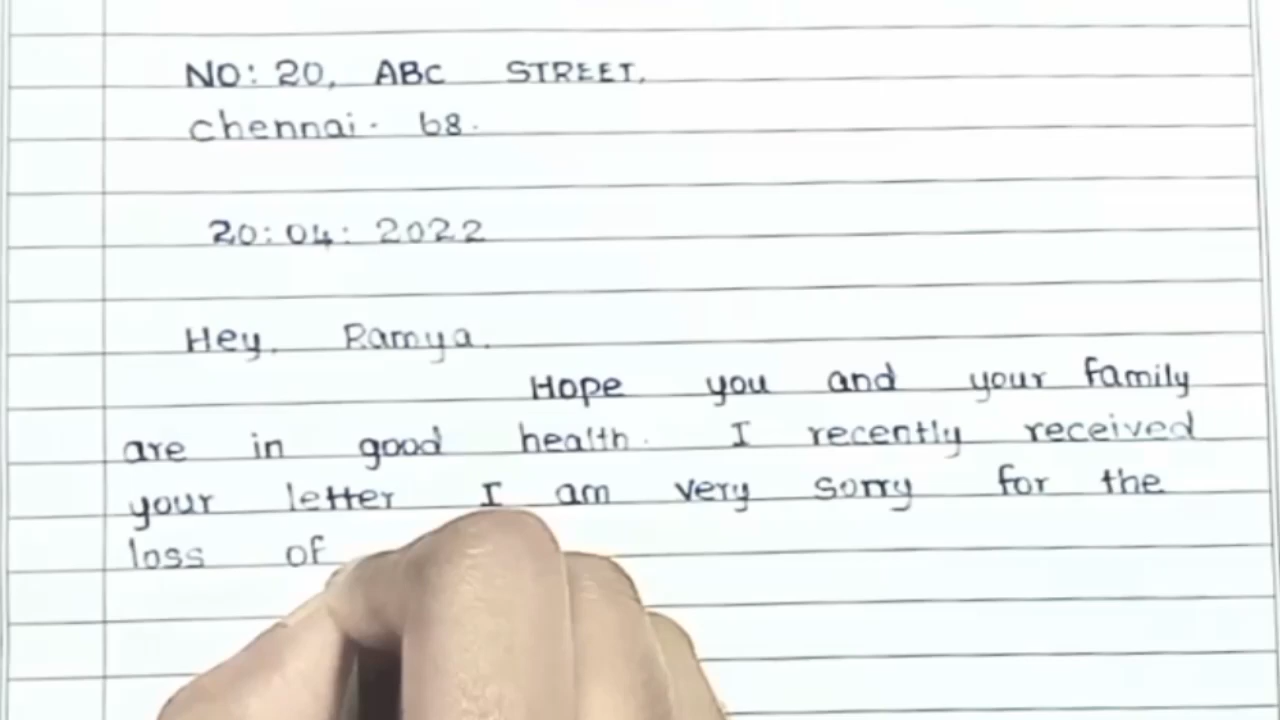 NO: 20, ABC STREET,
Chennai. 68.
20:04: 2022
Hey, Ramya,
Hope you and your family
are in good health. I recently received
your letter I am very sorry for the
loss of